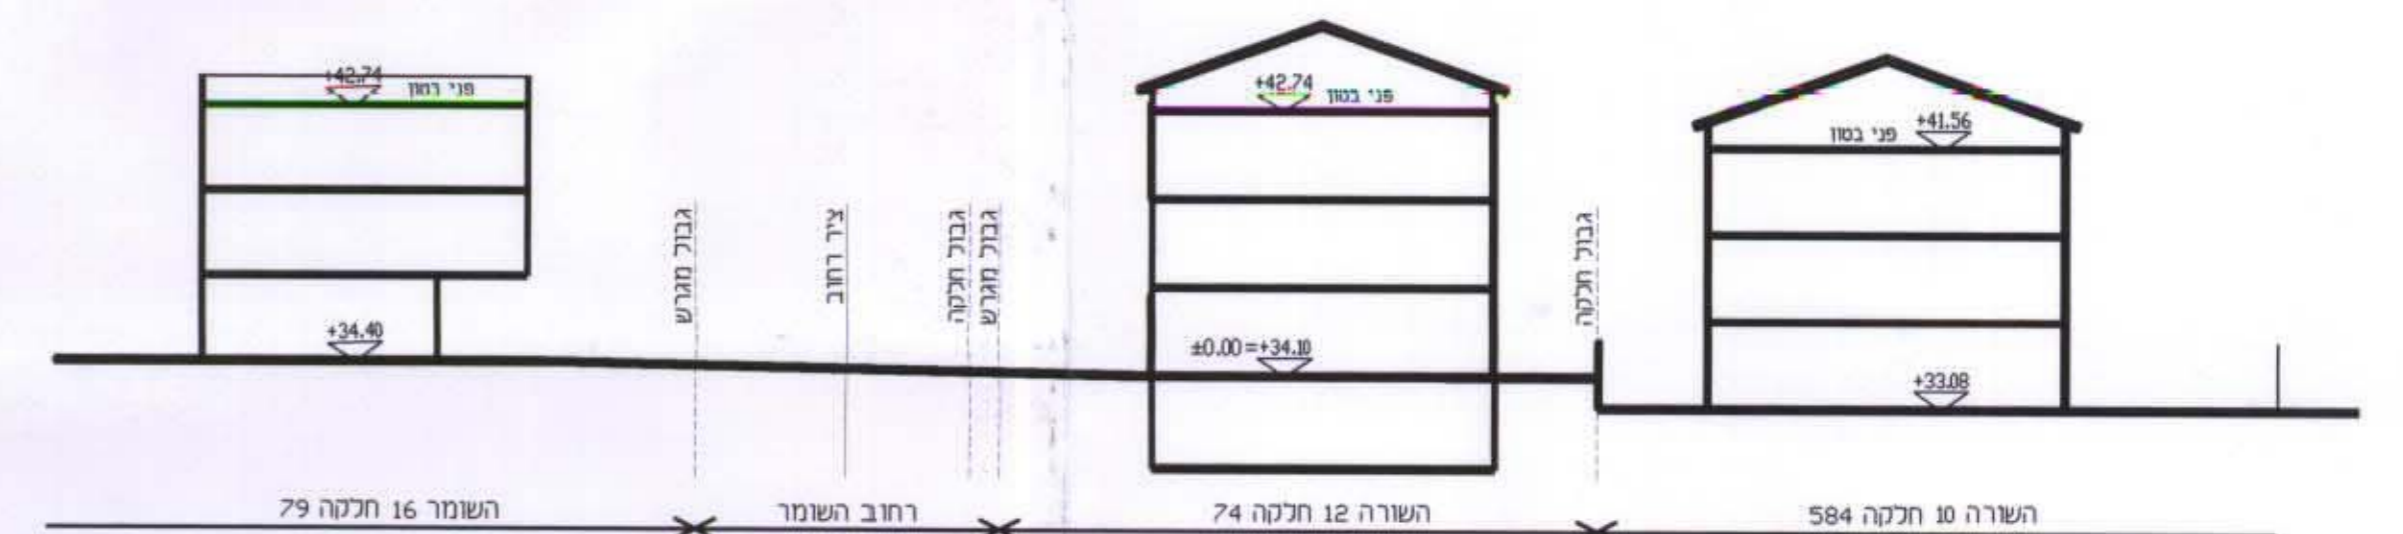 +42.74
פני רמון
+34.40
גבול מגרש
ציר רחוב
גבול חלקה
גבול מגרש
+42.74
פני בטון
±0.00=+34.10
גבול חלקה
+41.56
פני בטון
+33.08
השומר 16 חלקה 79
רחוב השומר
השורה 12 חלקה 74
השורה 10 חלקה 584